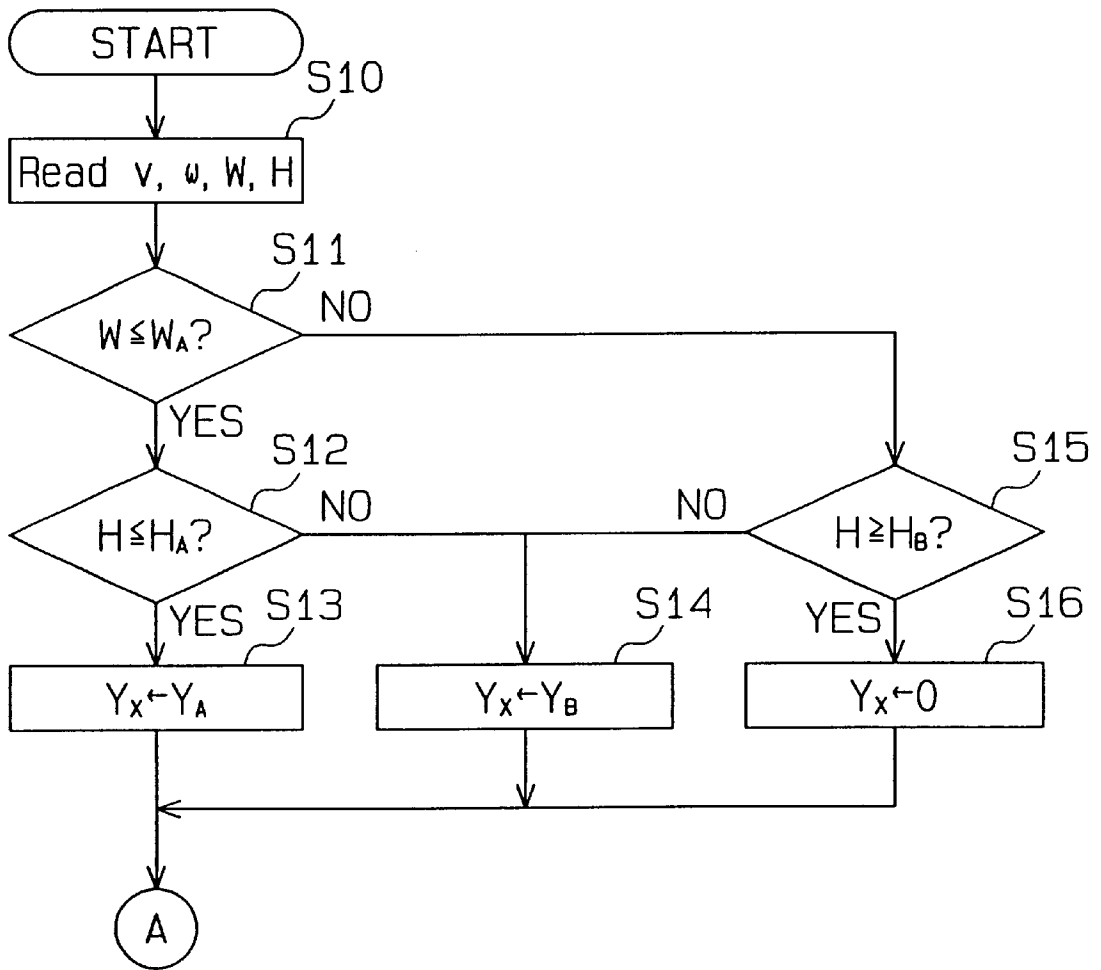 START
S10
Read v, ω, W, H
S11
W≦WA?
NO
YES
S12
H≦HA?
NO
NO
S15
H≧HB?
YES
S13
YX←YA
S14
YX←YB
YES
S16
YX←0
A